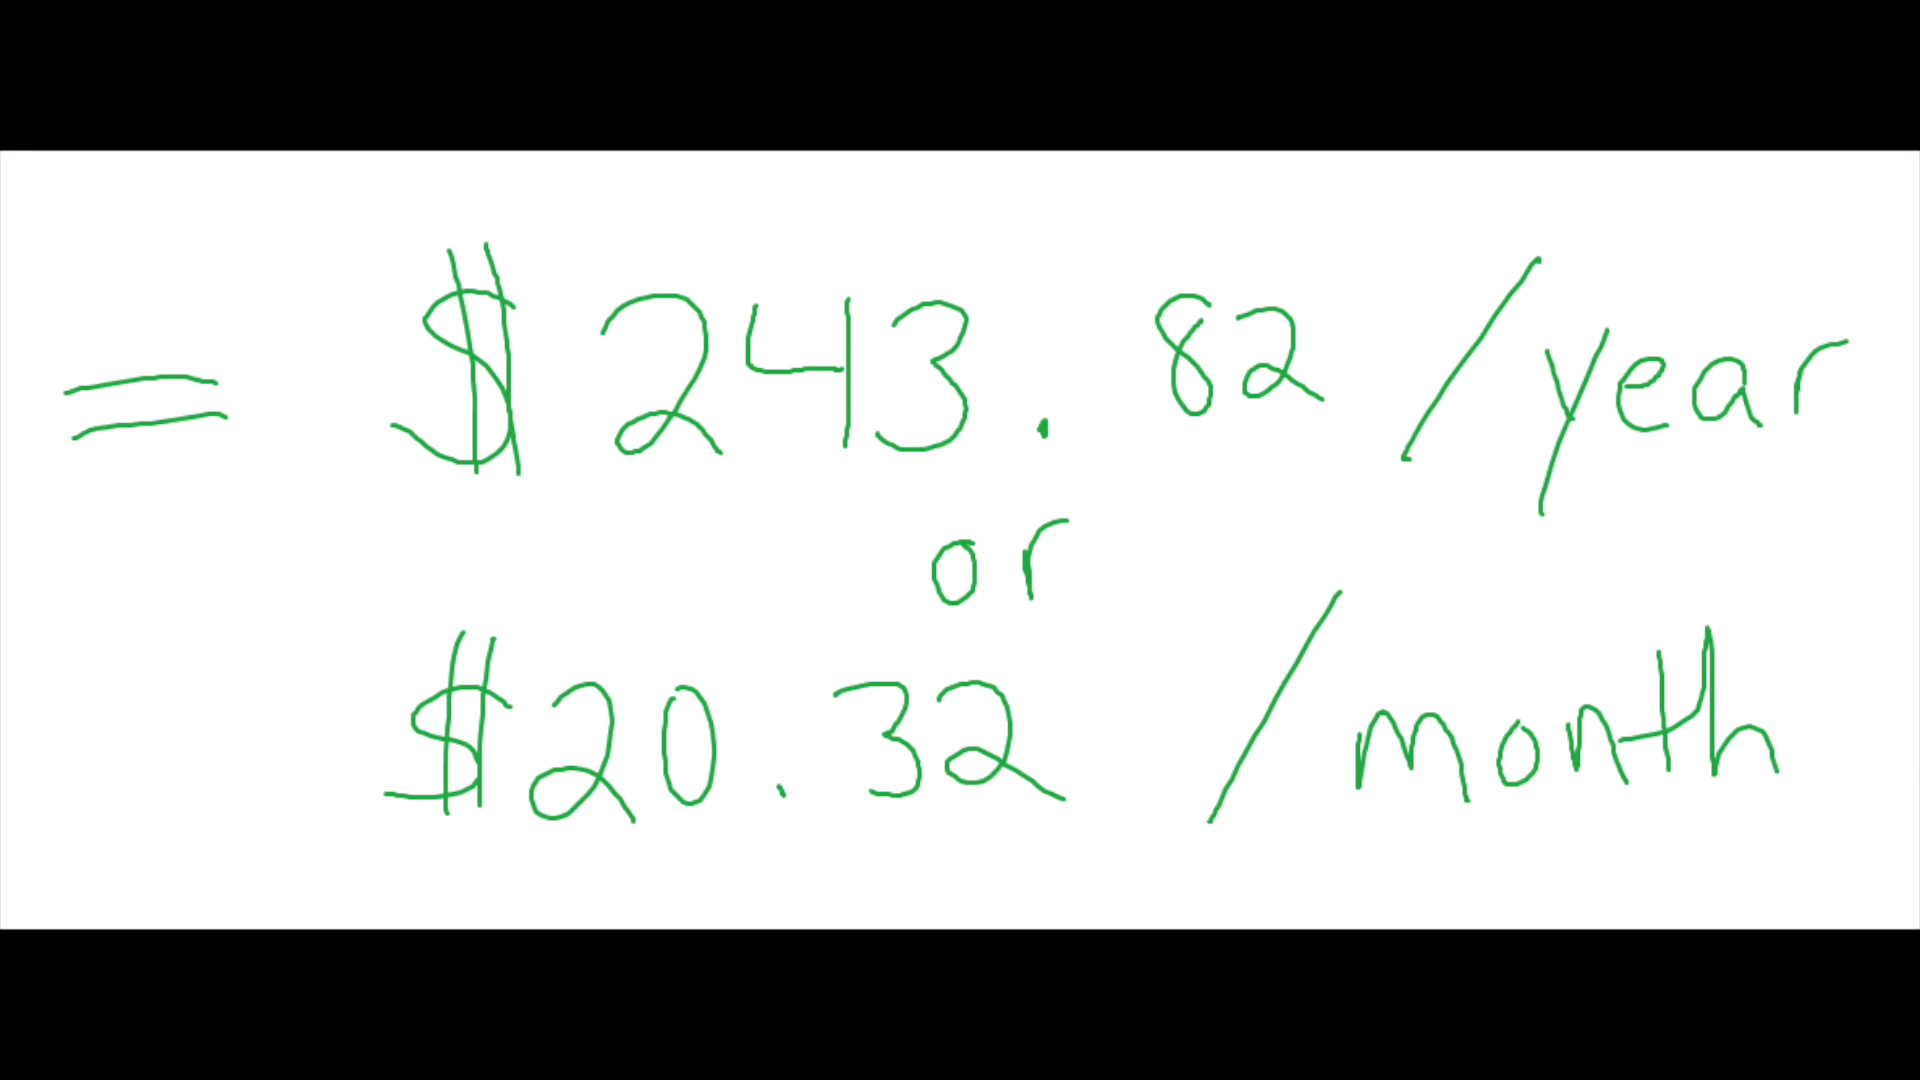 = $243.82/year
or
$20.32/month